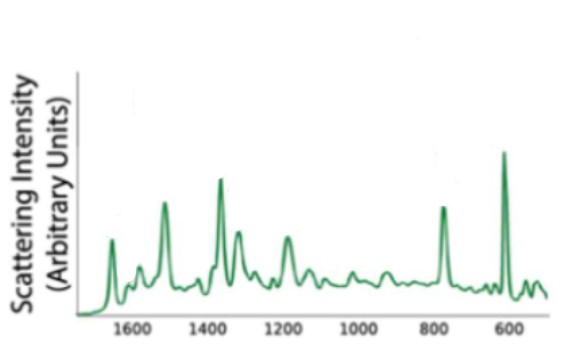 Scattering Intensity
(Arbitrary Units)
1600 1400 1200 1000 800 600